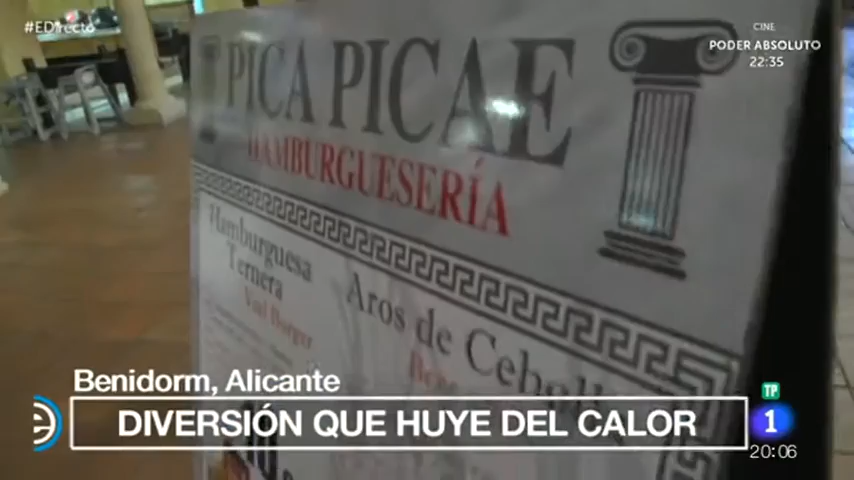 #EDirecto
CINE
PODER ABSOLUTO
22:35
PICA PICAE
HAMBURGUESERÍA
Hamburguesa
Ternera
Aros de
Benidorm, Alicante
DIVERSIÓN QUE HUYE DEL CALOR
TP
1
20:06